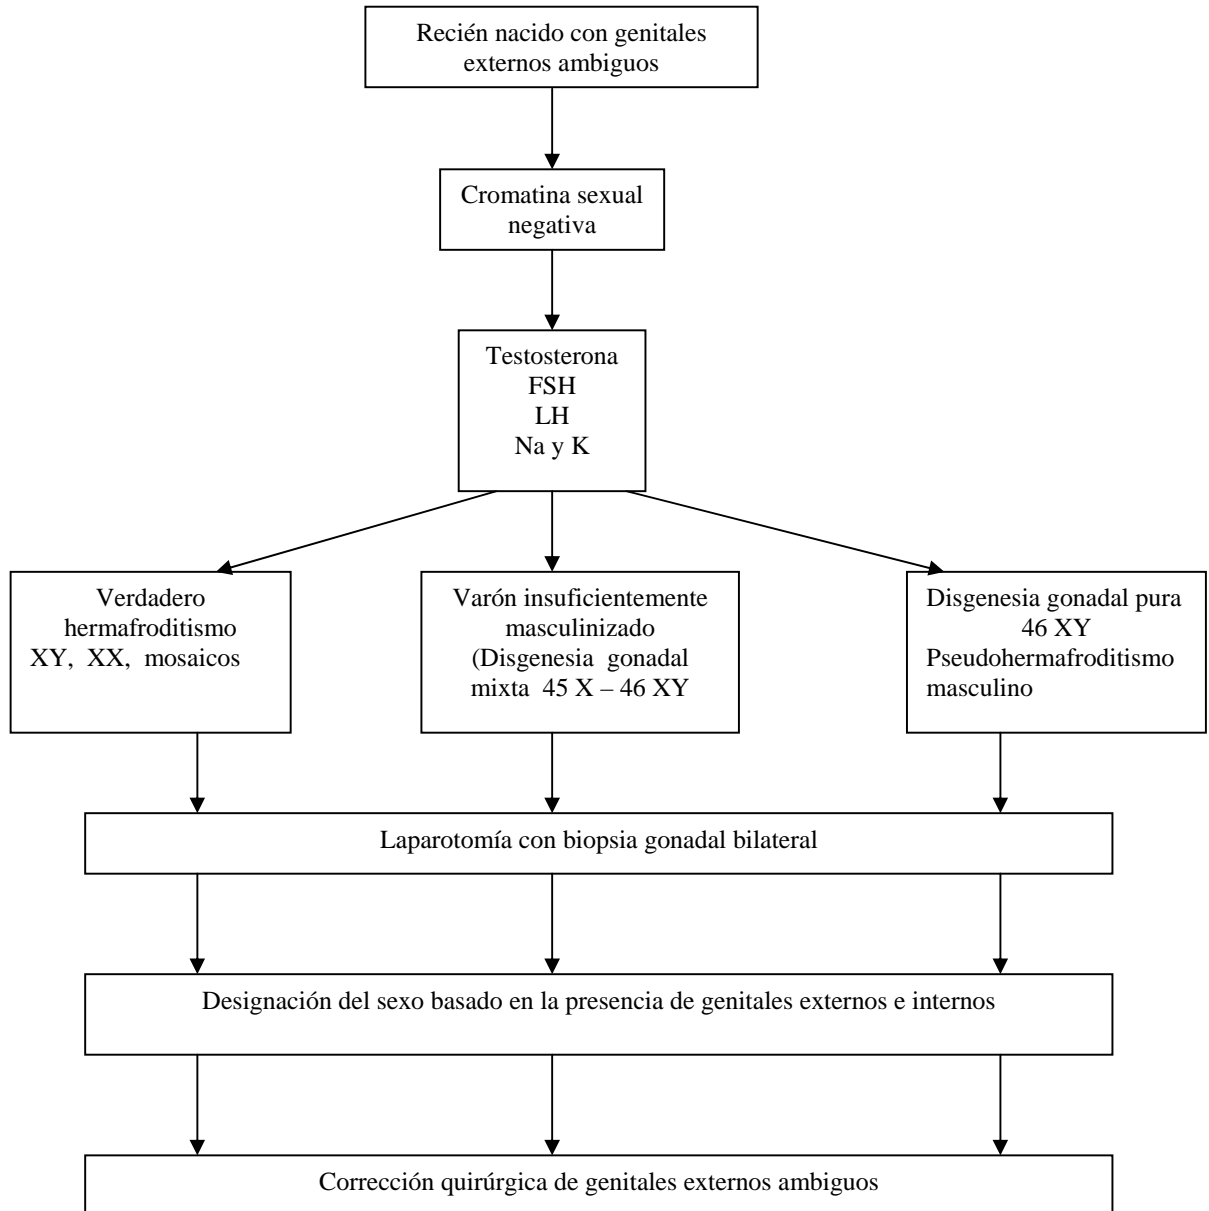 Recién nacido con genitales
externos ambiguos
Cromatina sexual
negativa
Testosterona
FSH
LH
Na y K
Verdadero
hermafroditismo
XY, XX, mosaicos
Varón insuficientemente
masculinizado
(Disgenesia gonadal
mixta 45 X – 46 XY
Disgenesia gonadal pura
46 XY
Pseudohermafroditismo
masculino
Laparotomía con biopsia gonadal bilateral
Designación del sexo basado en la presencia de genitales externos e internos
Corrección quirúrgica de genitales externos ambiguos